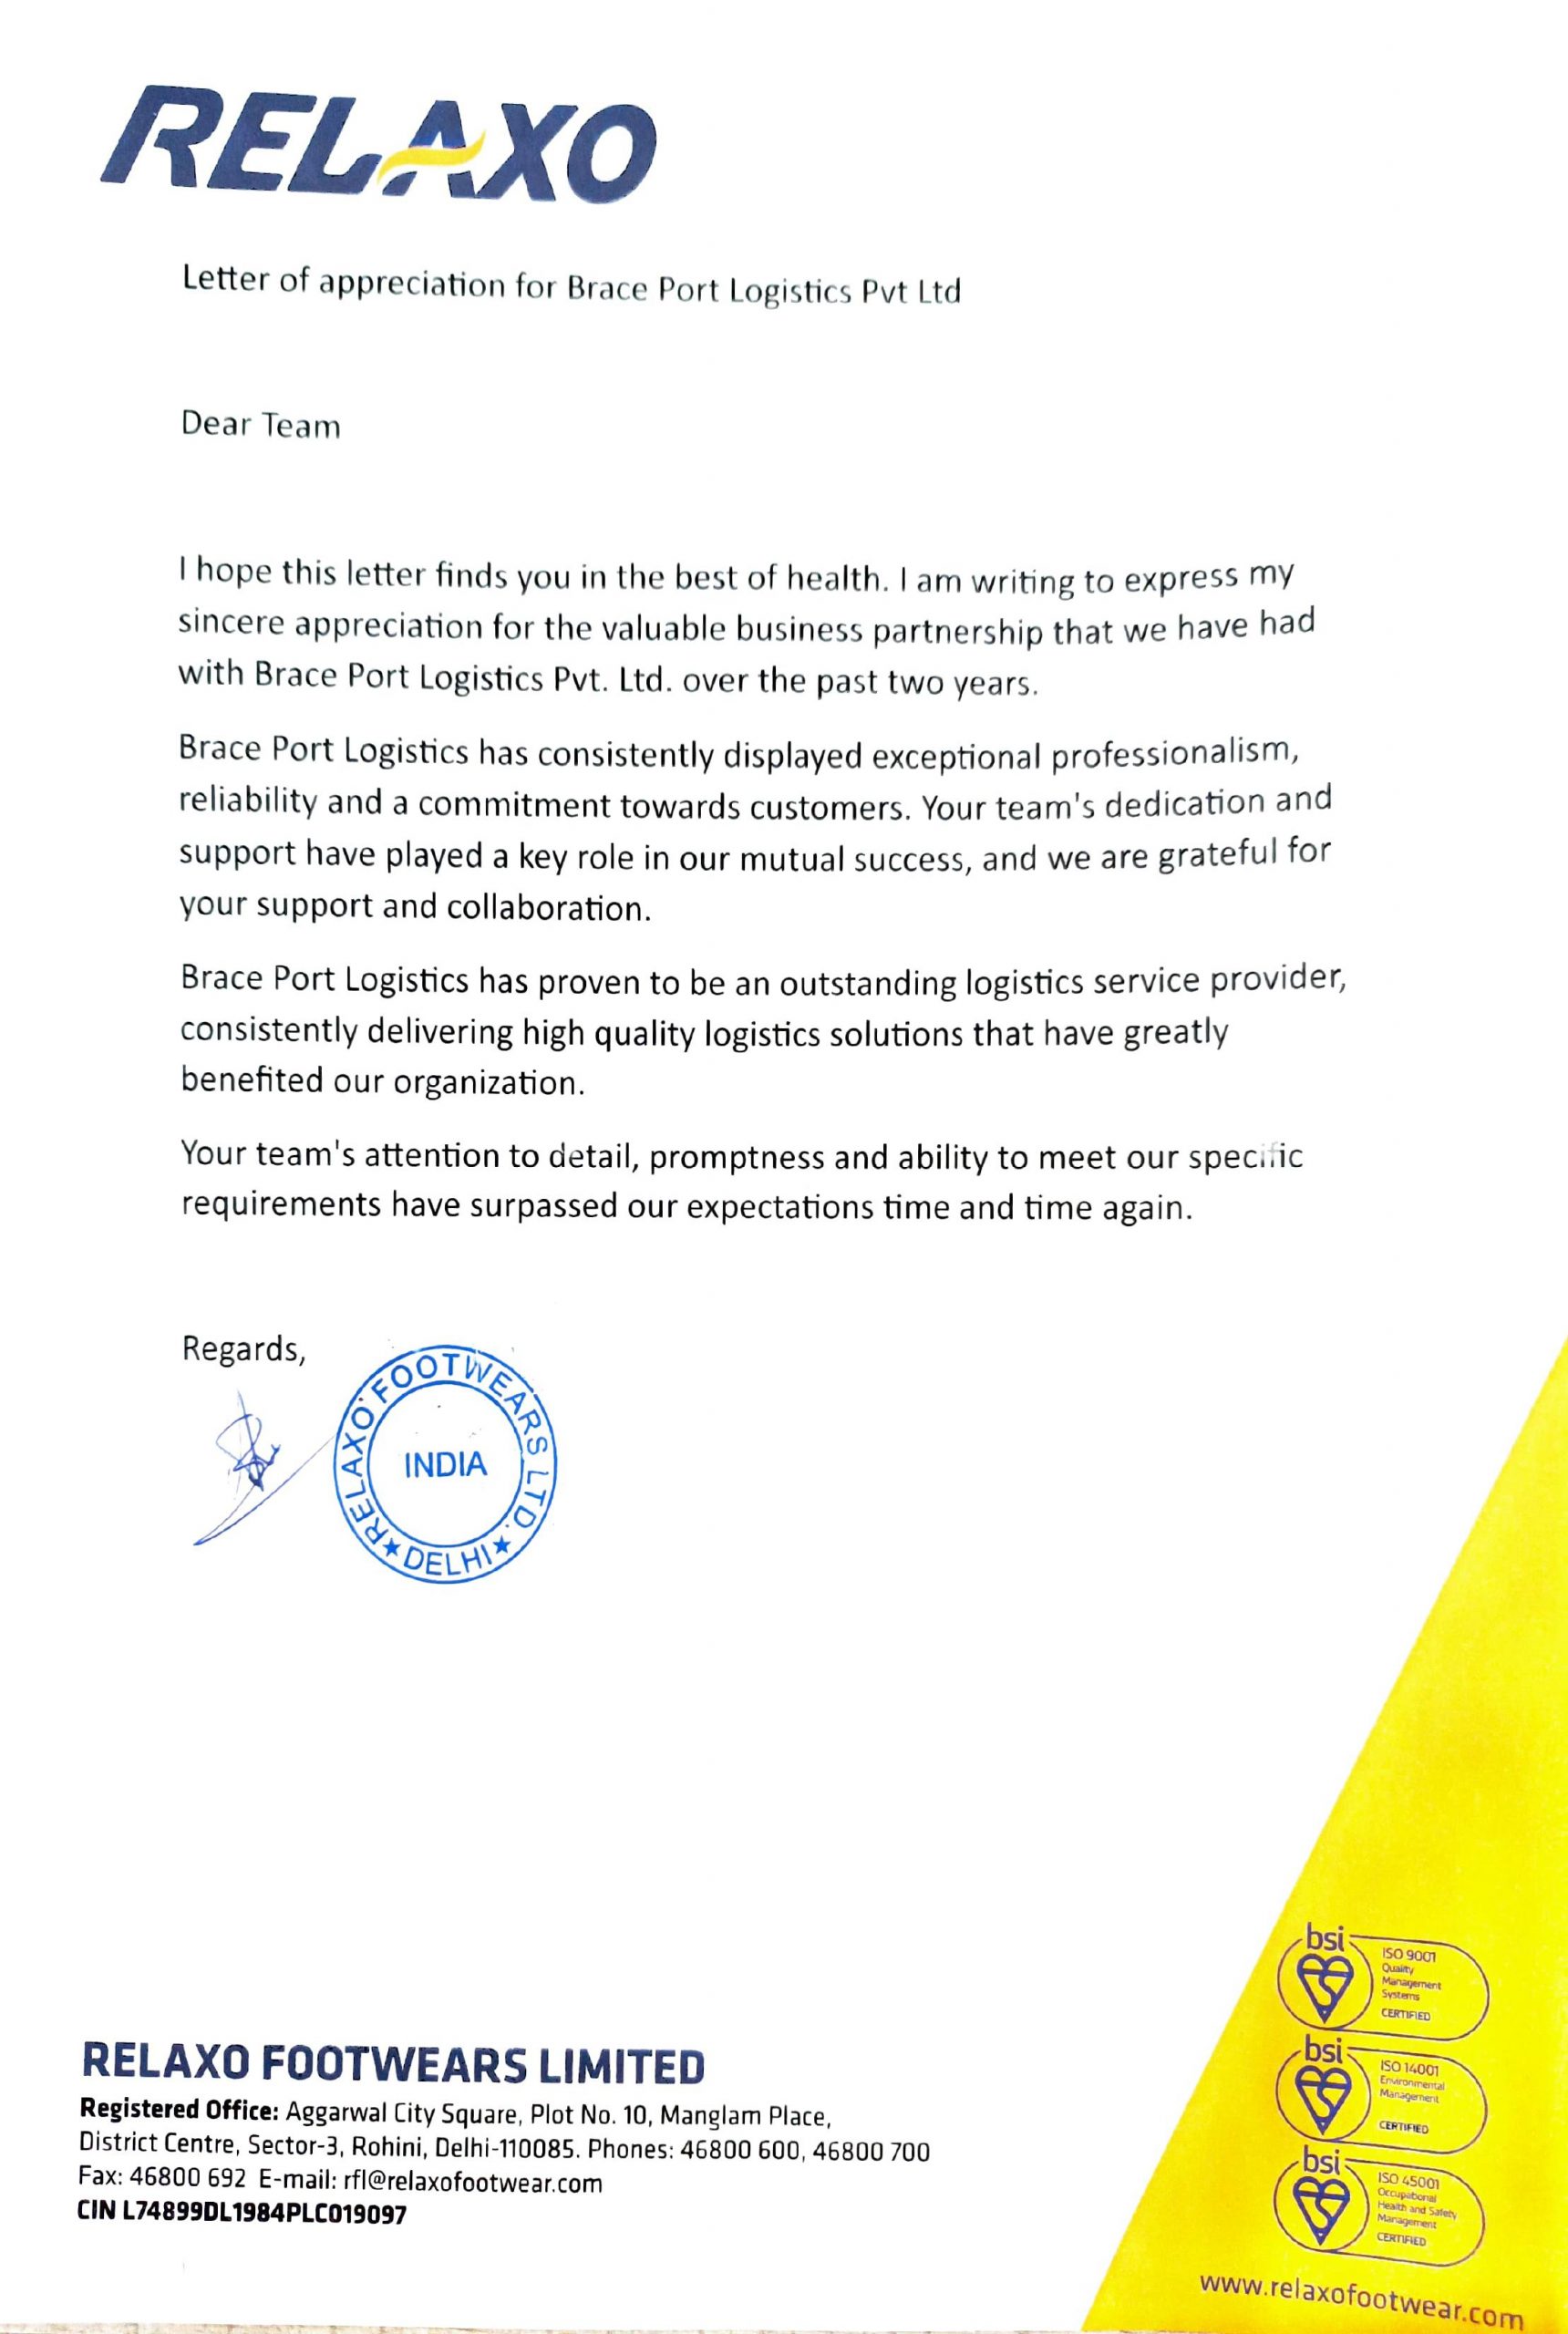 RELAXO
Letter of appreciation for Brace Port Logistics Pvt Ltd
Dear Team
I hope this letter finds you in the best of health. I am writing to express my
sincere appreciation for the valuable business partnership that we have had
with Brace Port Logistics Pvt. Ltd. over the past two years.
Brace Port Logistics has consistently displayed exceptional professionalism,
reliability and a commitment towards customers. Your team's dedication and
support have played a key role in our mutual success, and we are grateful for
your support and collaboration.
Brace Port Logistics has proven to be an outstanding logistics service provider,
consistently delivering high quality logistics solutions that have greatly
benefited our organization.
Your team's attention to detail, promptness and ability to meet our specific
requirements have surpassed our expectations time and time again.
Regards,
RELAXO FOOTWEARS LTD.
INDIA
★ DELHI ★
bsi
ISO 9001
Quality
Management
Systems
CERTIFIED
bsi
ISO 14001
Environmental
Management
CERTIFIED
bsi
ISO 45001
Occupational
Health and Safety
Management
CERTIFIED
RELAXO FOOTWEARS LIMITED
Registered Office: Aggarwal City Square, Plot No. 10, Manglam Place,
District Centre, Sector-3, Rohini, Delhi-110085. Phones: 46800 600, 46800 700
Fax: 46800 692 E-mail: rfl@relaxofootwear.com
CIN L74899DL1984PLC019097
www.relaxofootwear.com